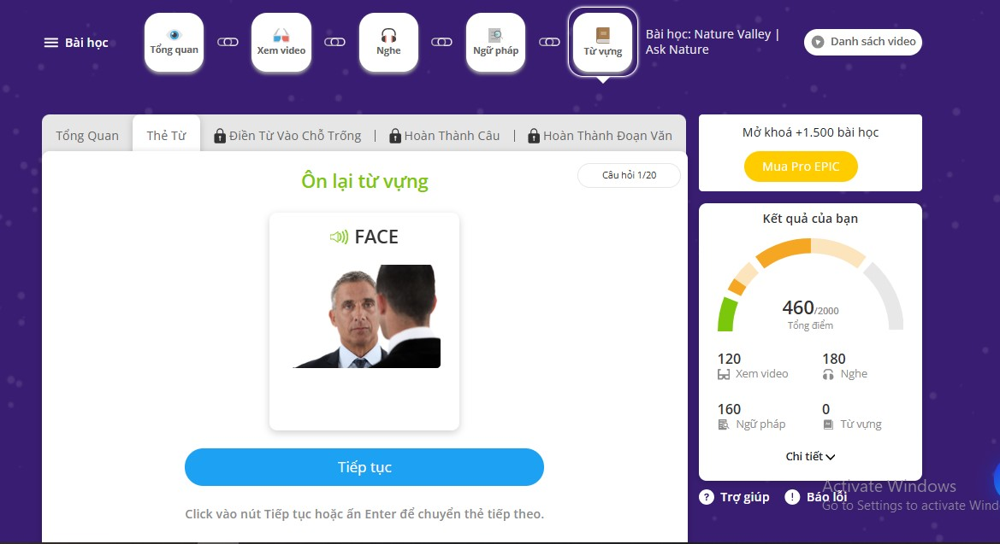 Bài học
Tổng quan
Xem video
Nghe
Ngữ pháp
Từ vựng
Bài học: Nature Valley |
Ask Nature
Danh sách video
Tổng Quan
Thẻ Từ
Điền Từ Vào Chỗ Trống
Hoàn Thành Câu
Hoàn Thành Đoạn Văn
Ôn lại từ vựng
Câu hỏi 1/20
FACE
Tiếp tục
Click vào nút Tiếp tục hoặc ấn Enter để chuyển thẻ tiếp theo.
Mở khoá +1.500 bài học
Mua Pro EPIC
Kết quả của bạn
460/2000
Tổng điểm
120
Xem video
180
Nghe
160
Ngữ pháp
0
Từ vựng
Chi tiết
Trợ giúp
Báo lỗi
Activate Windows
Go to Settings to activate Wind